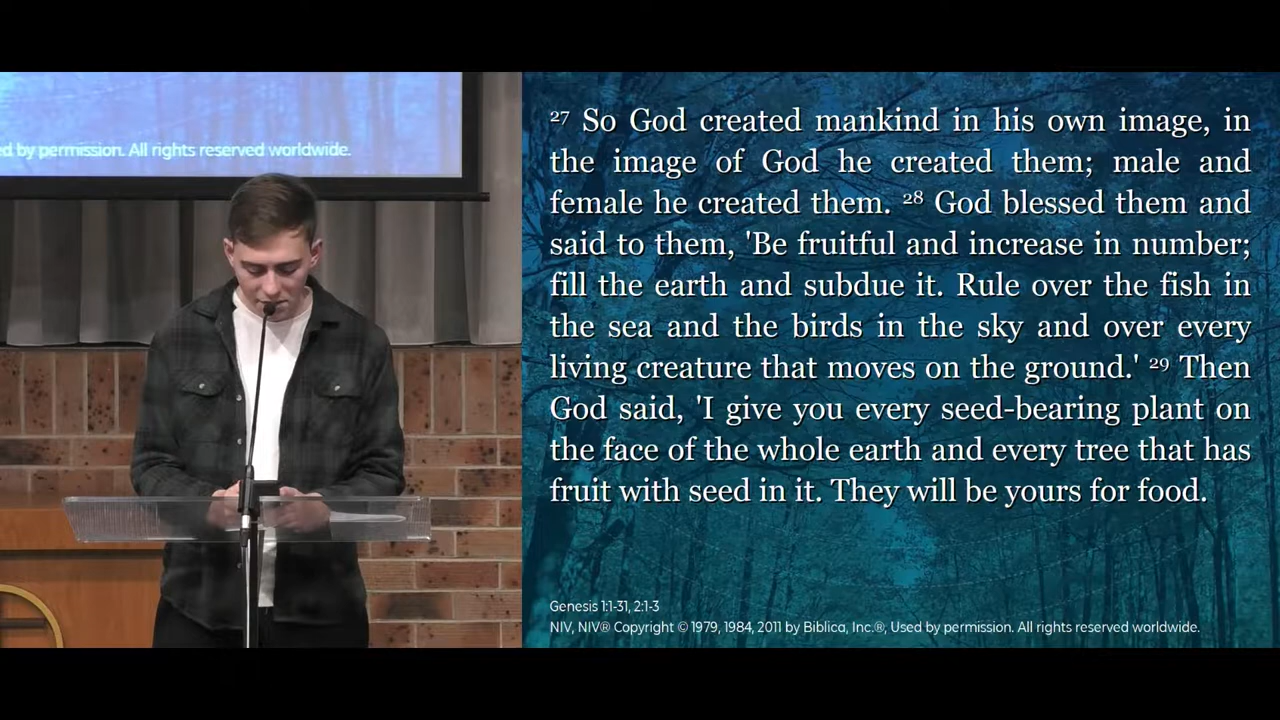 ed by permission. All rights reserved worldwide.
27 So God created mankind in his own image, in
the image of God he created them; male and
female he created them. 28 God blessed them and
said to them, 'Be fruitful and increase in number;
fill the earth and subdue it. Rule over the fish in
the sea and the birds in the sky and over every
living creature that moves on the ground.' 29 Then
God said, 'I give you every seed-bearing plant on
the face of the whole earth and every tree that has
fruit with seed in it. They will be yours for food.
Genesis 1:1-31, 2:1-3
NIV, NIV® Copyright © 1979, 1984, 2011 by Biblica, Inc.®, Used by permission. All rights reserved worldwide.